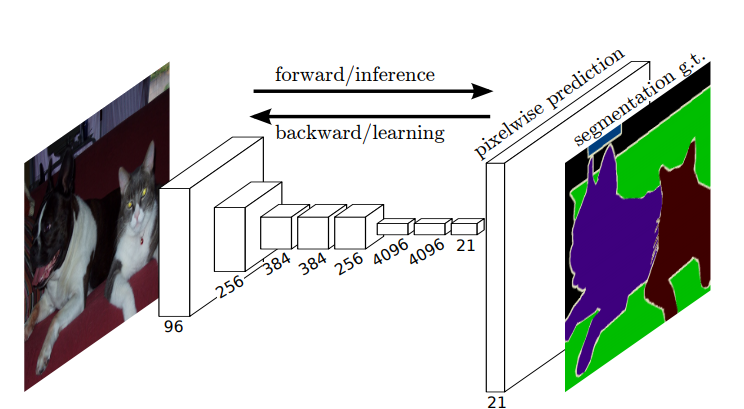 forward/inference
backward/learning
pixelwise prediction
segmentation g.t.
96
256
384
384
256
4096
4096
21
21